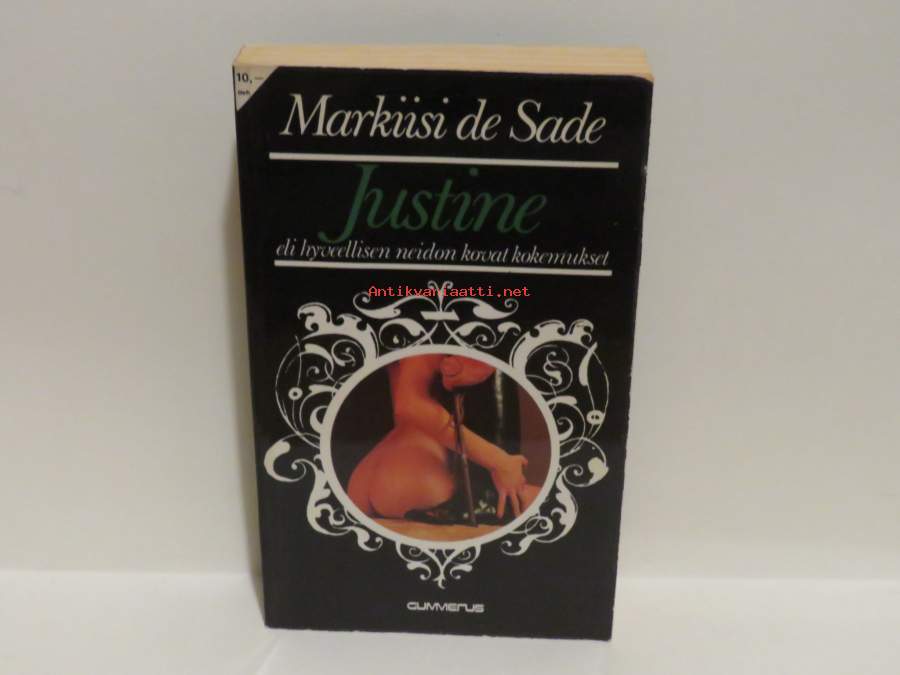 10,—
Markiisi de Sade
Justine
eli hyveellisen neidon kovat kokemukset
Antikvariaatti.net
GUMMERUS